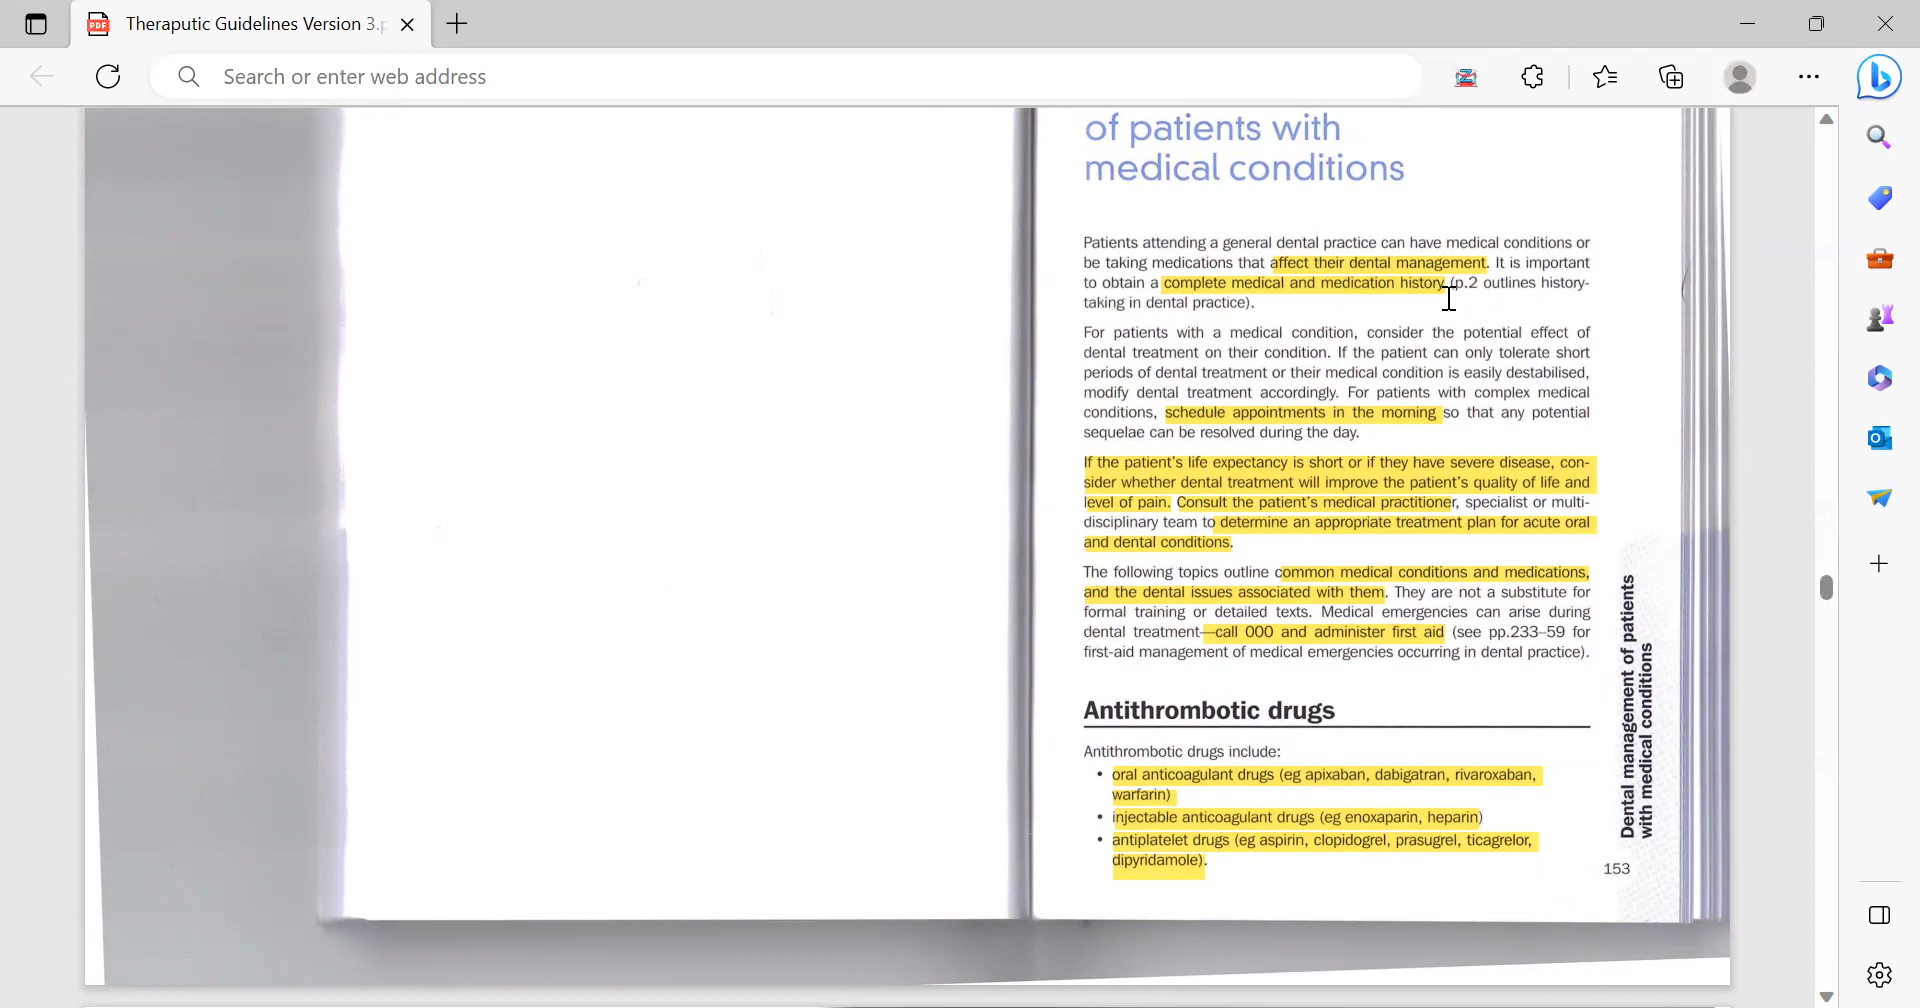 Theraputic Guidelines Version 3.p
Search or enter web address
of patients with
medical conditions
Patients attending a general dental practice can have medical conditions or
be taking medications that affect their dental management. It is important
to obtain a complete medical and medication history (p.2 outlines history-
taking in dental practice).
For patients with a medical condition, consider the potential effect of
dental treatment on their condition. If the patient can only tolerate short
periods of dental treatment or their medical condition is easily destabilised,
modify dental treatment accordingly. For patients with complex medical
conditions, schedule appointments in the morning so that any potential
sequelae can be resolved during the day.
If the patient's life expectancy is short or if they have severe disease, con-
sider whether dental treatment will improve the patient's quality of life and
level of pain. Consult the patient's medical practitioner, specialist or multi-
disciplinary team to determine an appropriate treatment plan for acute oral
and dental conditions.
The following topics outline common medical conditions and medications,
and the dental issues associated with them. They are not a substitute for
formal training or detailed texts. Medical emergencies can arise during
dental treatment—call 000 and administer first aid (see pp.233–59 for
first-aid management of medical emergencies occurring in dental practice).
Antithrombotic drugs
Antithrombotic drugs include:
• oral anticoagulant drugs (eg apixaban, dabigatran, rivaroxaban,
warfarin)
• injectable anticoagulant drugs (eg enoxaparin, heparin)
• antiplatelet drugs (eg aspirin, clopidogrel, prasugrel, ticagrelor,
dipyridamole).
Dental management of patients
with medical conditions
153